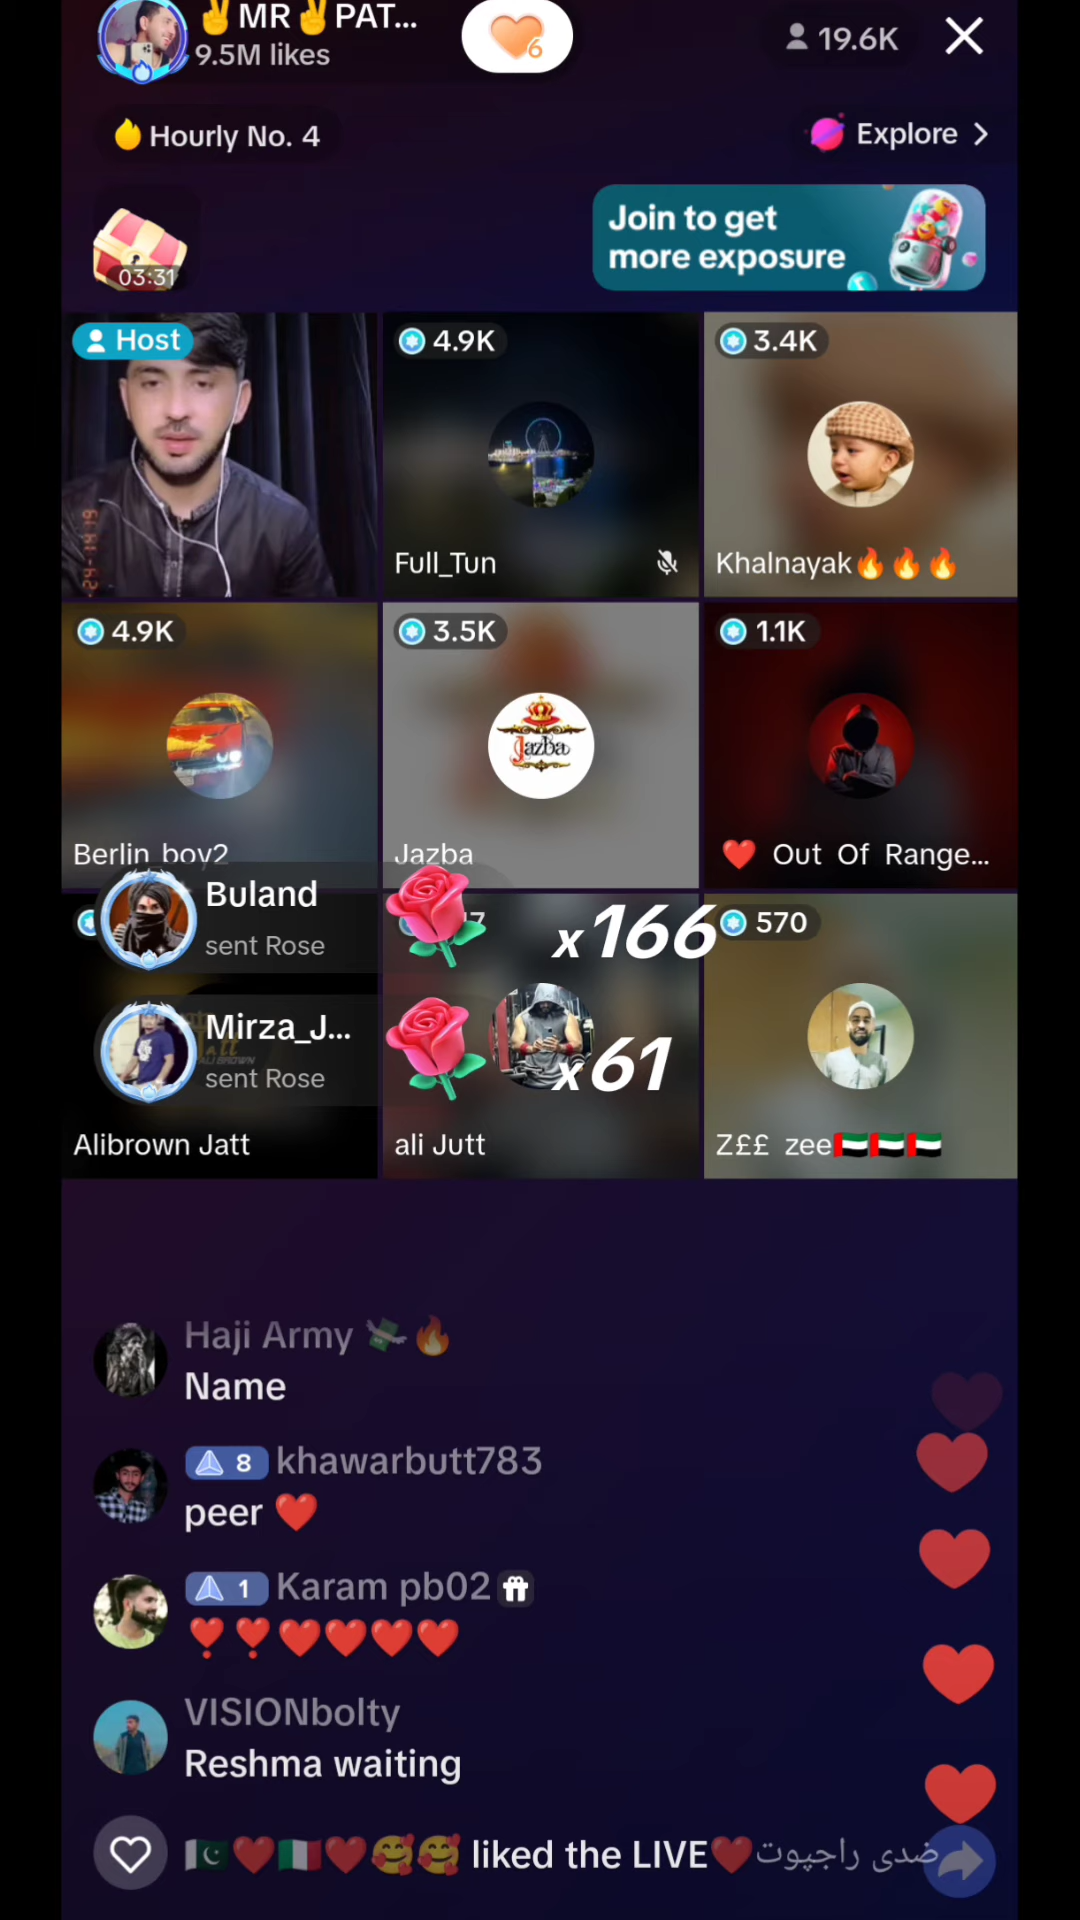 ✌MR✌PAT...
9.5M likes
6
19.6K
Hourly No. 4
Explore
03:31
Join to get
more exposure
Host
4.9K
3.4K
Full_Tun
Khalnayak🔥🔥🔥
4.9K
3.5K
1.1K
Jazba
Berlin_boy2
Jazba
❤️ Out Of Range...
Buland
sent Rose
x166
570
Mirza_J...
sent Rose
x61
Alibrown Jatt
ali Jutt
Z££ zee🇦🇪🇦🇪🇦🇪
Haji Army 💸🔥
Name
8 khawarbutt783
peer ❤️
1 Karam pb02
❣️❣️❤️❤️❤️❤️
VISIONbolty
Reshma waiting
🇵🇰❤️🇮🇹❤️🥰🥰 liked the LIVE ❤️ضدی راجپوت